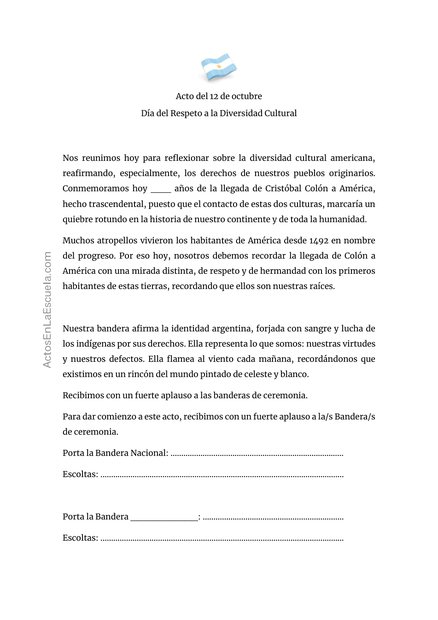 Acto del 12 de octubre
Día del Respeto a la Diversidad Cultural
Nos reunimos hoy para reflexionar sobre la diversidad cultural americana,
reafirmando, especialmente, los derechos de nuestros pueblos originarios.
Conmemoramos hoy ____ años de la llegada de Cristóbal Colón a América,
hecho trascendental, puesto que el contacto de estas dos culturas, marcaría un
quiebre rotundo en la historia de nuestro continente y de toda la humanidad.
Muchos atropellos vivieron los habitantes de América desde 1492 en nombre
del progreso. Por eso hoy, nosotros debemos recordar la llegada de Colón a
América con una mirada distinta, de respeto y de hermandad con los primeros
habitantes de estas tierras, recordando que ellos son nuestras raíces.
ActosEnLaEscuela.com
Nuestra bandera afirma la identidad argentina, forjada con sangre y lucha de
los indígenas por sus derechos. Ella representa lo que somos: nuestras virtudes
y nuestros defectos. Ella flamea al viento cada mañana, recordándonos que
existimos en un rincón del mundo pintado de celeste y blanco.
Recibimos con un fuerte aplauso a las banderas de ceremonia.
Para dar comienzo a este acto, recibimos con un fuerte aplauso a la/s Bandera/s
de ceremonia.
Porta la Bandera Nacional: ......................................................................
Escoltas: ..................................................................................................
Porta la Bandera _____________: .........................................................
Escoltas: ..................................................................................................